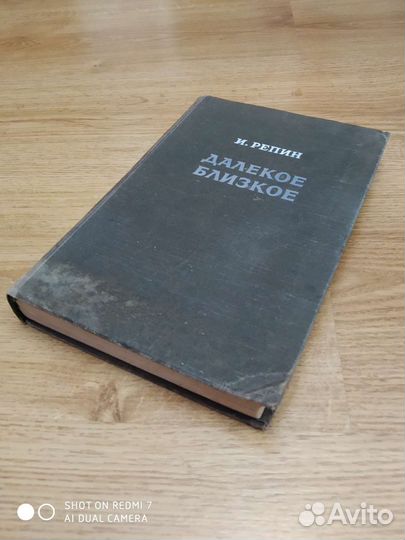 И. РЕПИН
ДАЛЕКОЕ
БЛИЗКОЕ
SHOT ON REDMI 7
AI DUAL CAMERA
Avito